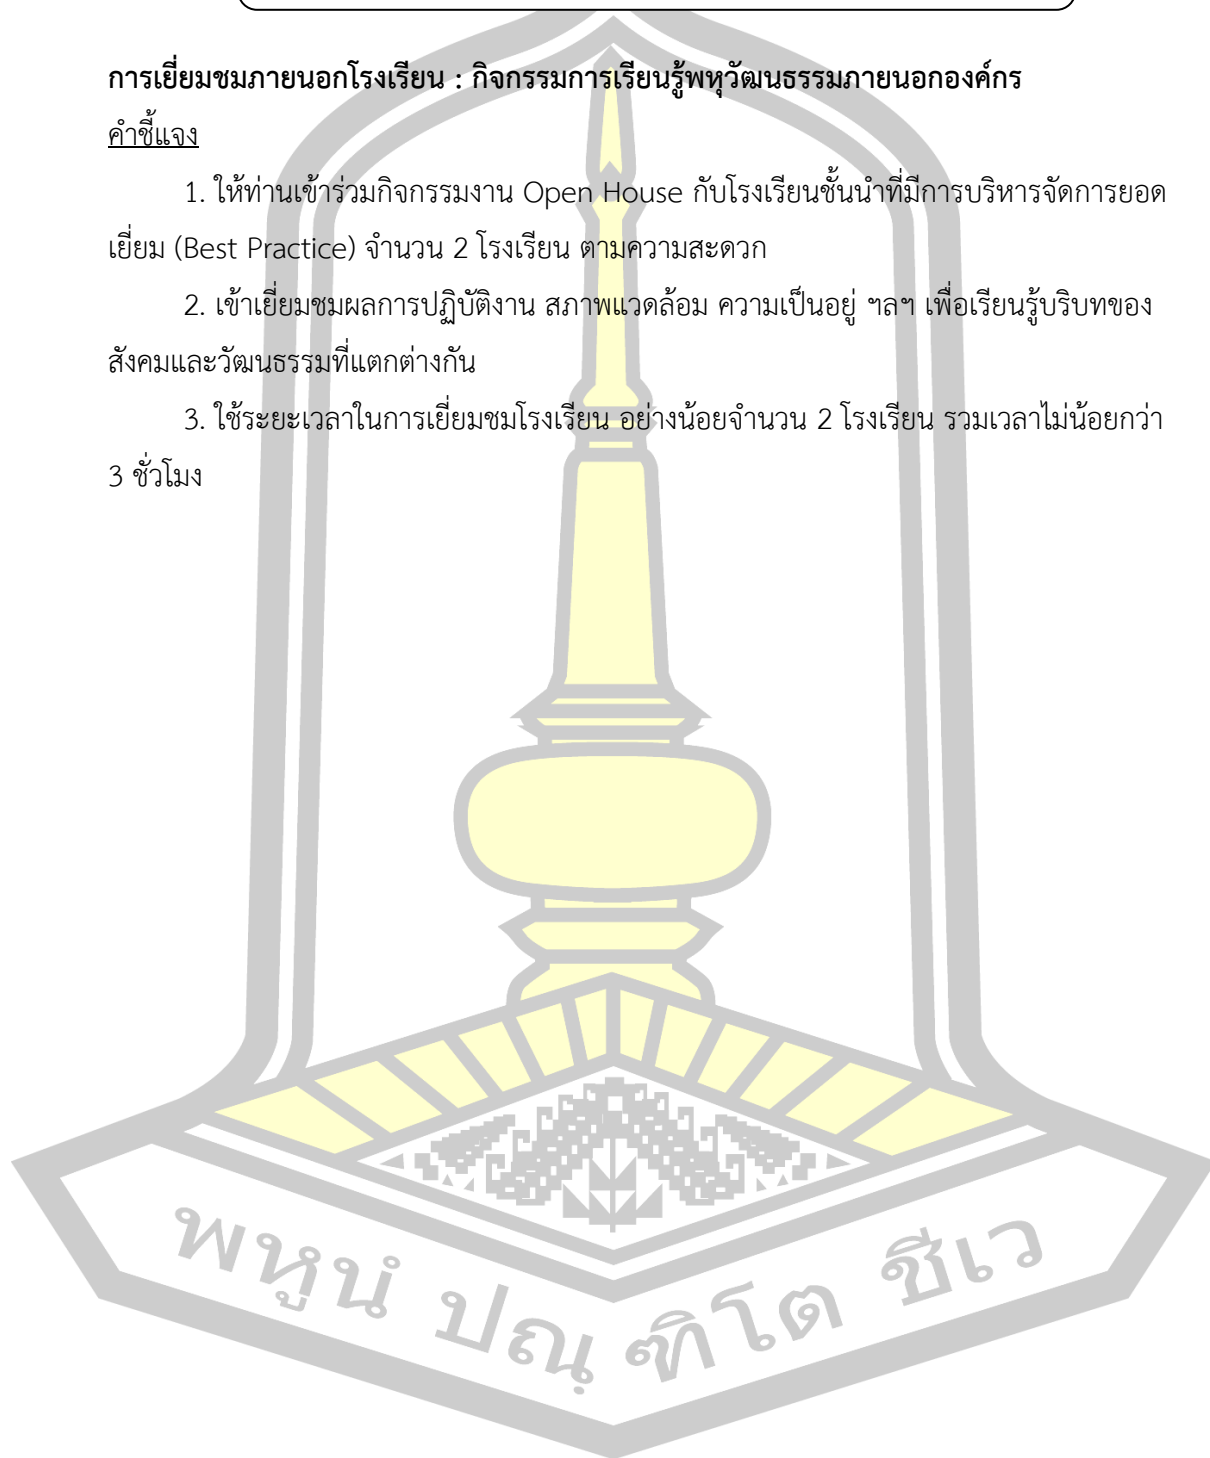 การเยี่ยมชมภายนอกโรงเรียน : กิจกรรมการเรียนรู้พหุวัฒนธรรมภายนอกองค์กร
คำชี้แจง
1. ให้ท่านเข้าร่วมกิจกรรมงาน Open House กับโรงเรียนชั้นนำที่มีการบริหารจัดการยอด
เยี่ยม (Best Practice) จำนวน 2 โรงเรียน ตามความสะดวก
2. เข้าเยี่ยมชมผลการปฏิบัติงาน สภาพแวดล้อม ความเป็นอยู่ ฯลฯ เพื่อเรียนรู้บริบทของ
สังคมและวัฒนธรรมที่แตกต่างกัน
3. ใช้ระยะเวลาในการเยี่ยมชมโรงเรียน อย่างน้อยจำนวน 2 โรงเรียน รวมเวลาไม่น้อยกว่า
3 ชั่วโมง
พหูนํ ปณฺฑิโต ชีเว